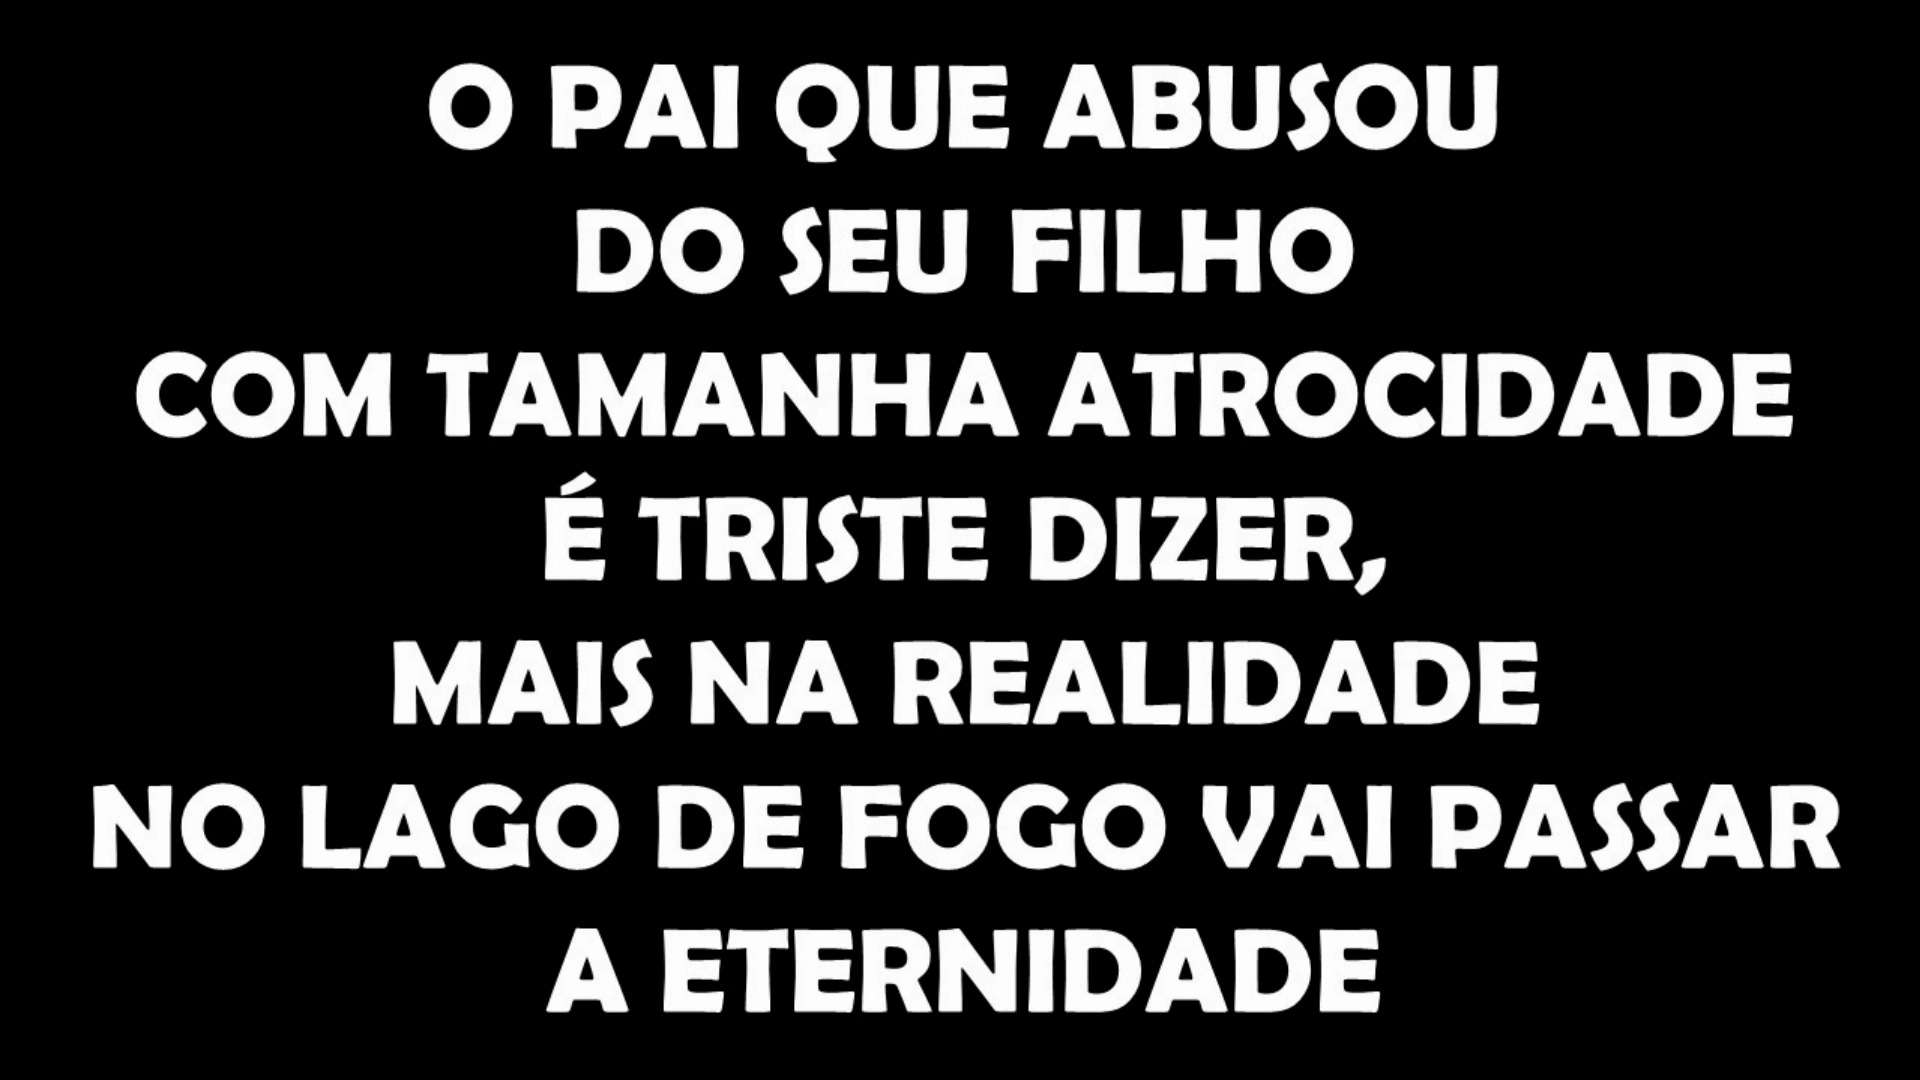 O PAI QUE ABUSOU
DO SEU FILHO
COM TAMANHA ATROCIDADE
É TRISTE DIZER,
MAIS NA REALIDADE
NO LAGO DE FOGO VAI PASSAR
A ETERNIDADE